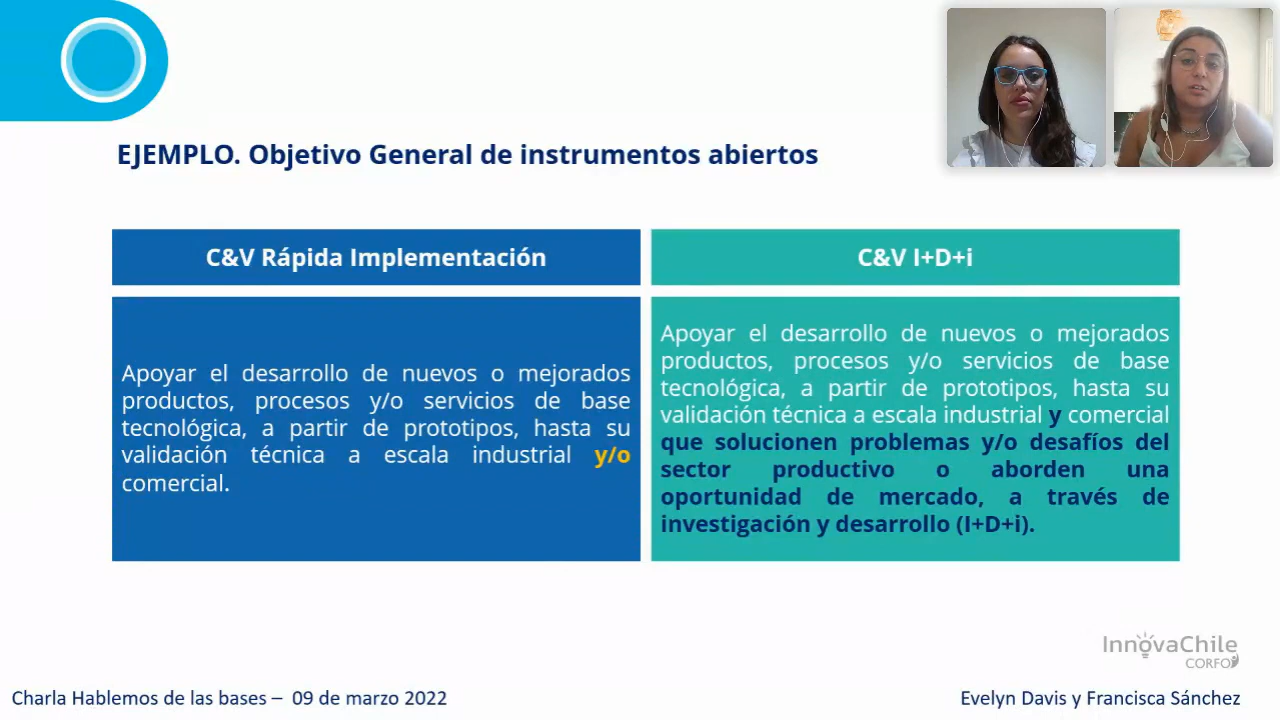 EJEMPLO. Objetivo General de instrumentos abiertos
C&V Rápida Implementación
Apoyar el desarrollo de nuevos o mejorados
productos, procesos y/o servicios de base
tecnológica, a partir de prototipos, hasta su
validación técnica a escala industrial y/o
comercial.
C&V I+D+i
Apoyar el desarrollo de nuevos o mejorados
productos, procesos y/o servicios de base
tecnológica, a partir de prototipos, hasta su
validación técnica a escala industrial y comercial
que solucionen problemas y/o desafíos del
sector productivo o aborden una
oportunidad de mercado, a través de
investigación y desarrollo (I+D+i).
InnovaChile
CORFO
Charla Hablemos de las bases – 09 de marzo 2022
Evelyn Davis y Francisca Sánchez